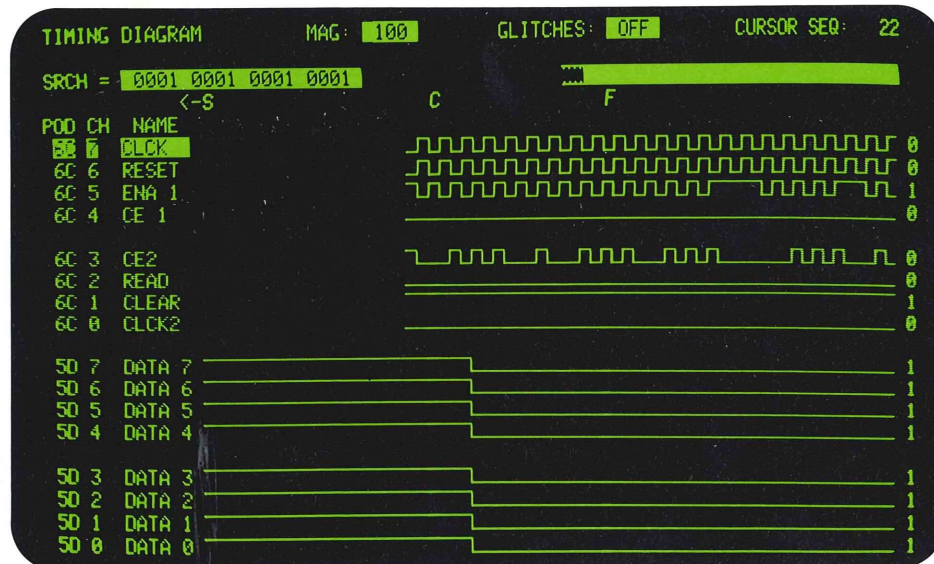 TIMING DIAGRAM MAG: 100 GLITCHES: OFF CURSOR SEQ: 22
SRCH = 0001 0001 0001 0001
<-S C F
POD CH NAME
7 CLCK 0
6C 6 RESET 0
6C 5 ENA 1 1
6C 4 CE 1 0
6C 3 CE2 0
6C 2 READ 0
6C 1 CLEAR 1
6C 0 CLCK2 0
5D 7 DATA 7 1
5D 6 DATA 6 1
5D 5 DATA 5 1
5D 4 DATA 4 1
5D 3 DATA 3 1
5D 2 DATA 2 1
5D 1 DATA 1 1
5D 0 DATA 0 1